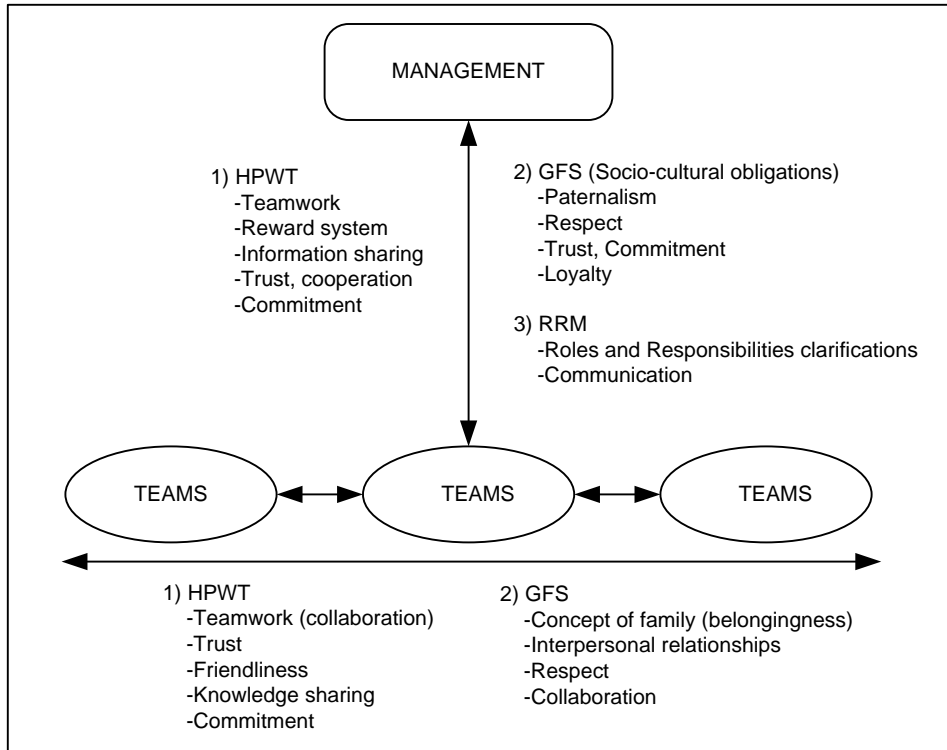 MANAGEMENT
1) HPWT
-Teamwork
-Reward system
-Information sharing
-Trust, cooperation
-Commitment
2) GFS (Socio-cultural obligations)
-Paternalism
-Respect
-Trust, Commitment
-Loyalty
3) RRM
-Roles and Responsibilities clarifications
-Communication
TEAMS
TEAMS
TEAMS
1) HPWT
-Teamwork (collaboration)
-Trust
-Friendliness
-Knowledge sharing
-Commitment
2) GFS
-Concept of family (belongingness)
-Interpersonal relationships
-Respect
-Collaboration